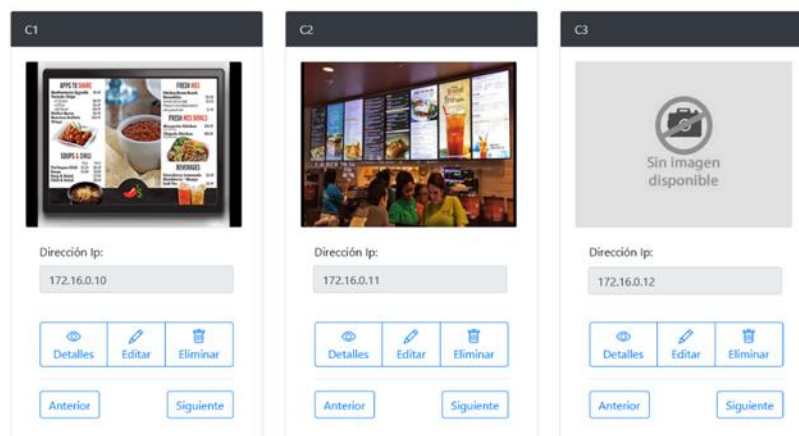 C1
APPS TO SHARE
FRESH MEX
FRESH MEX BOWLS
SOUPS & CHILI
BEVERAGES
Dirección Ip:
172.16.0.10
Detalles
Editar
Eliminar
Anterior
Siguiente
C2
Dirección Ip:
172.16.0.11
Detalles
Editar
Eliminar
Anterior
Siguiente
C3
Sin imagen
disponible
Dirección Ip:
172.16.0.12
Detalles
Editar
Eliminar
Anterior
Siguiente